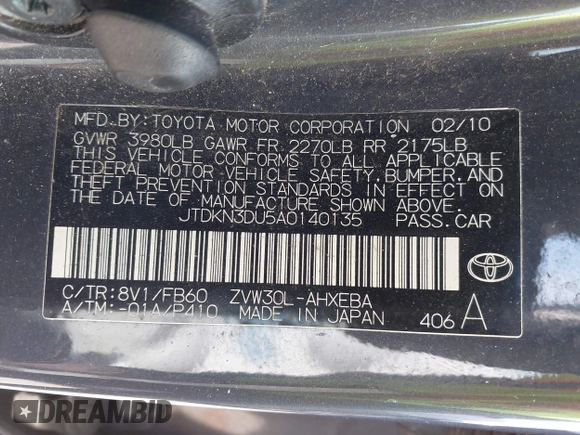 MFD.BY:TOYOTA MOTOR CORPORATION 02/10
GVWR 3980LB GAWR FR 2270LB RR 2175LB
THIS VEHICLE CONFORMS TO ALL APPLICABLE
FEDERAL MOTOR VEHICLE SAFETY,BUMPER,AND
THEFT PREVENTION STANDARDS IN EFFECT ON
THE DATE OF MANUFACTURE SHOWN ABOVE.
JTDKN3DU5A0140135 PASS.CAR
C/TR:8V1/FB60 ZVW30L-AHXEBA
A/TM:-01A/P410 MADE IN JAPAN 406 A
DREAMBID